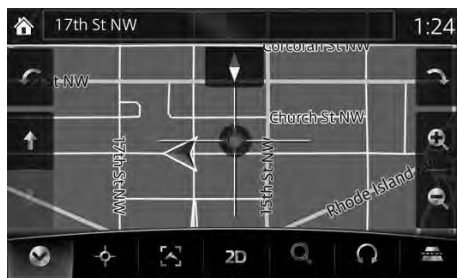 17th St NW
1:24
Corcoran St NW
t NW
Church St NW
17th St NW
15th St NW
Rhode Island
2D